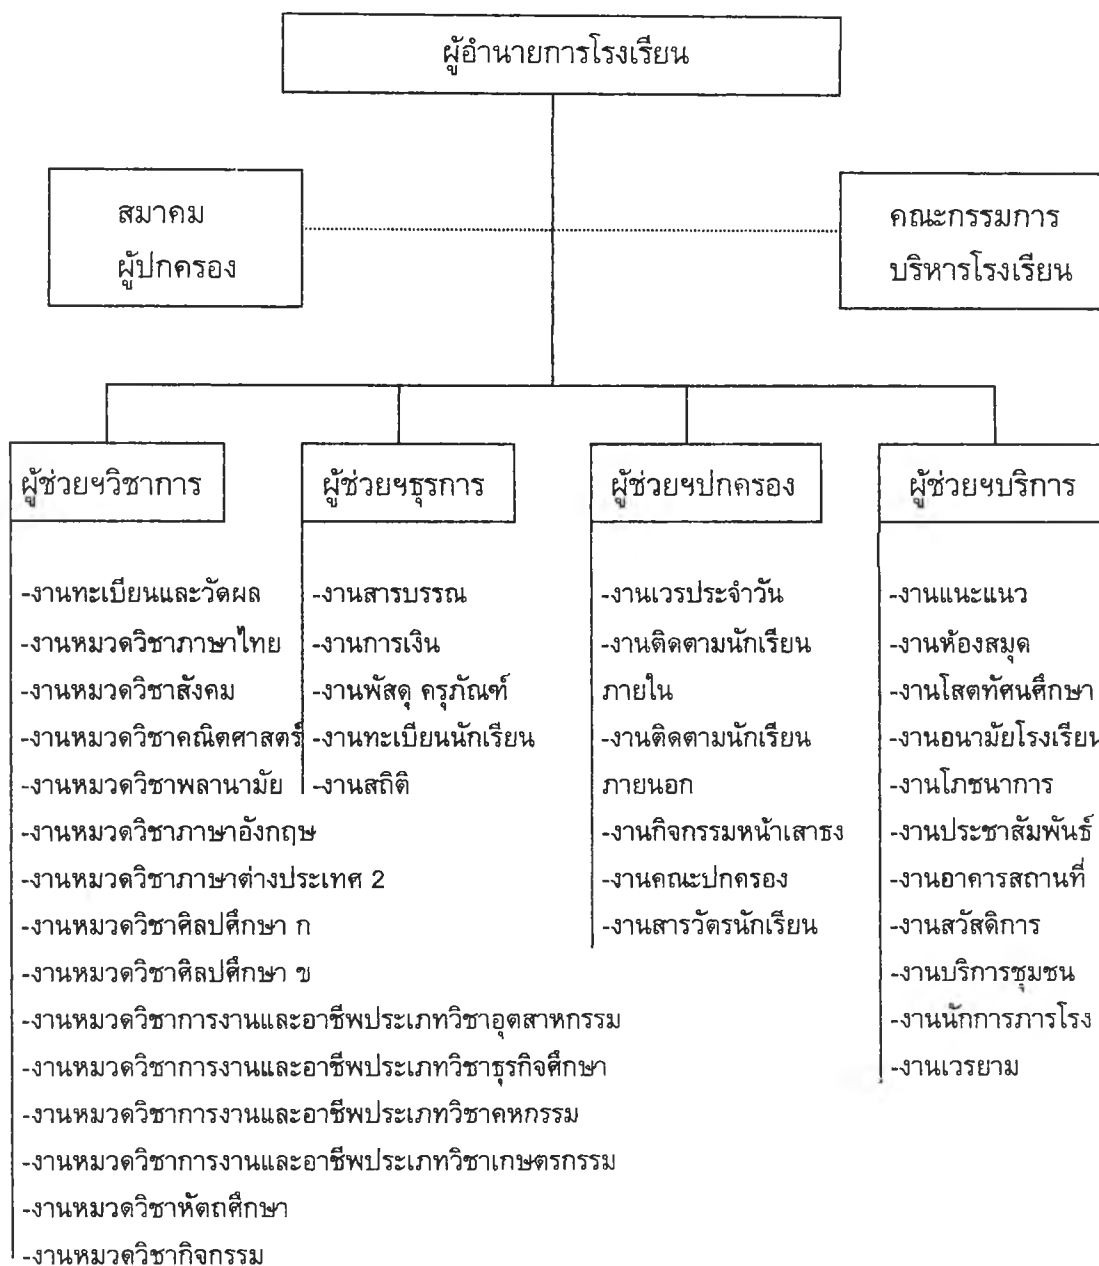 ผู้อำนายการโรงเรียน
สมาคม
ผู้ปกครอง
คณะกรรมการ
บริหารโรงเรียน
ผู้ช่วยฯวิชาการ
-งานทะเบียนและวัดผล
-งานหมวดวิชาภาษาไทย
-งานหมวดวิชาสังคม
-งานหมวดวิชาคณิตศาสตร์
-งานหมวดวิชาพลานามัย
-งานหมวดวิชาภาษาอังกฤษ
-งานหมวดวิชาภาษาต่างประเทศ 2
-งานหมวดวิชาศิลปศึกษา ก
-งานหมวดวิชาศิลปศึกษา ข
-งานหมวดวิชาการงานและอาชีพประเภทวิชาอุตสาหกรรม
-งานหมวดวิชาการงานและอาชีพประเภทวิชาธุรกิจศึกษา
-งานหมวดวิชาการงานและอาชีพประเภทวิชาคหกรรม
-งานหมวดวิชาการงานและอาชีพประเภทวิชาเกษตรกรรม
-งานหมวดวิชาหัตถศึกษา
-งานหมวดวิชากิจกรรม
ผู้ช่วยฯธุรการ
-งานสารบรรณ
-งานการเงิน
-งานพัสดุ ครุภัณฑ์
-งานทะเบียนนักเรียน
-งานสถิติ
ผู้ช่วยฯปกครอง
-งานเวรประจำวัน
-งานติดตามนักเรียน
ภายใน
-งานติดตามนักเรียน
ภายนอก
-งานกิจกรรมหน้าเสาธง
-งานคณะปกครอง
-งานสารวัตรนักเรียน
ผู้ช่วยฯบริการ
-งานแนะแนว
-งานห้องสมุด
-งานโสตทัศนศึกษา
-งานอนามัยโรงเรียน
-งานโภชนาการ
-งานประชาสัมพันธ์
-งานอาคารสถานที่
-งานสวัสดิการ
-งานบริการชุมชน
-งานนักการภารโรง
-งานเวรยาม